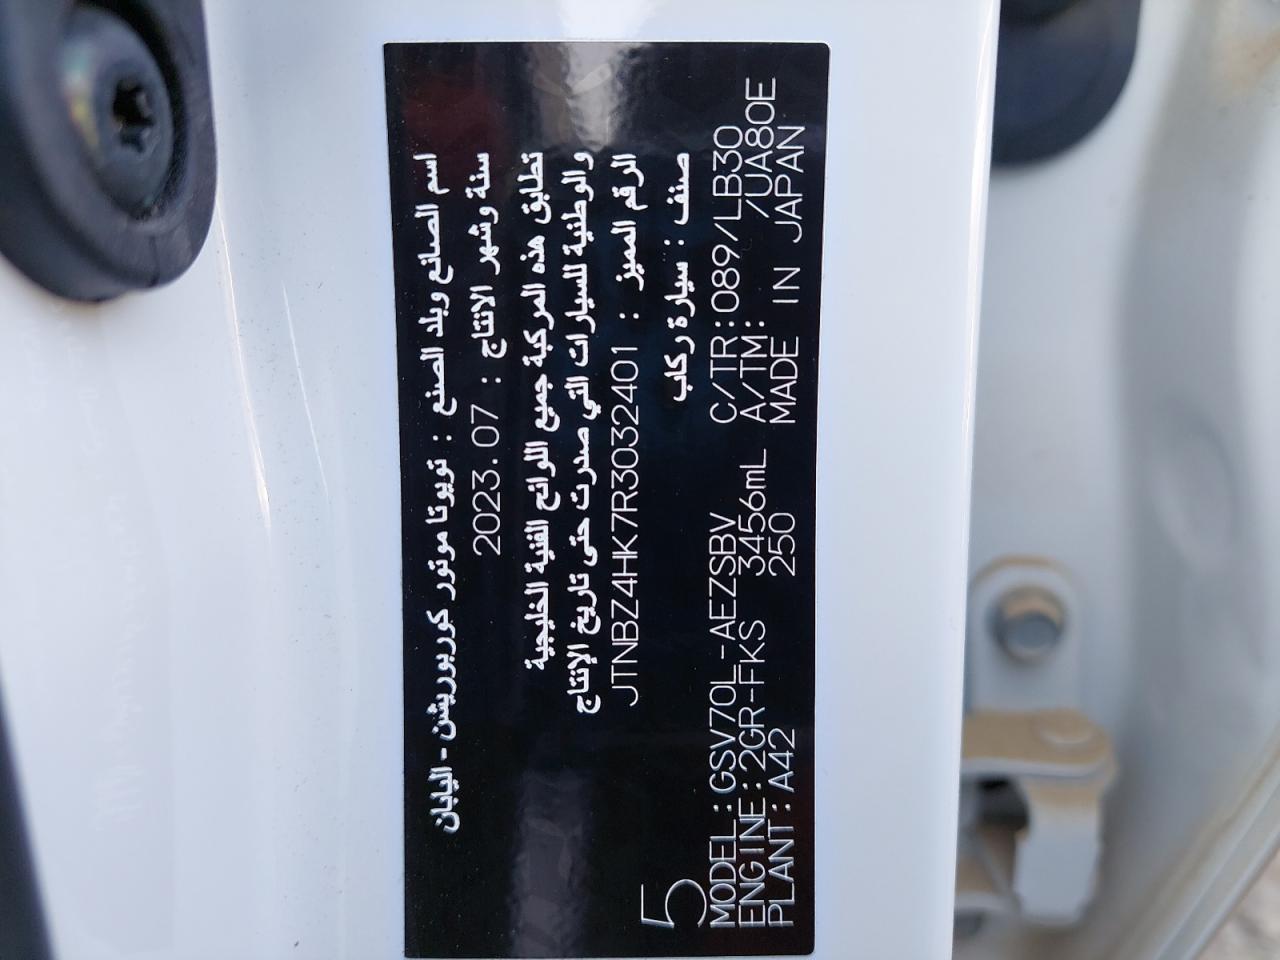 اسم الصانع وبلد الصنع : تويوتا موتور كوربوريشن - اليابان
سنة وشهر الانتاج : 2023.07
تطابق هذه المركبة جميع اللوائح الفنية الخليجية
والوطنية للسيارات التي صدرت حتى تاريخ الإنتاج
الرقم المميز : JTNBZ4HK7R3032401
صنف : سيارة ركاب
5
MODEL:GSV70L-AEZSBV C/TR:089/LB30
ENGINE:2GR-FKS 3456mL A/TM: /UA80E
PLANT:A42 250 MADE IN JAPAN